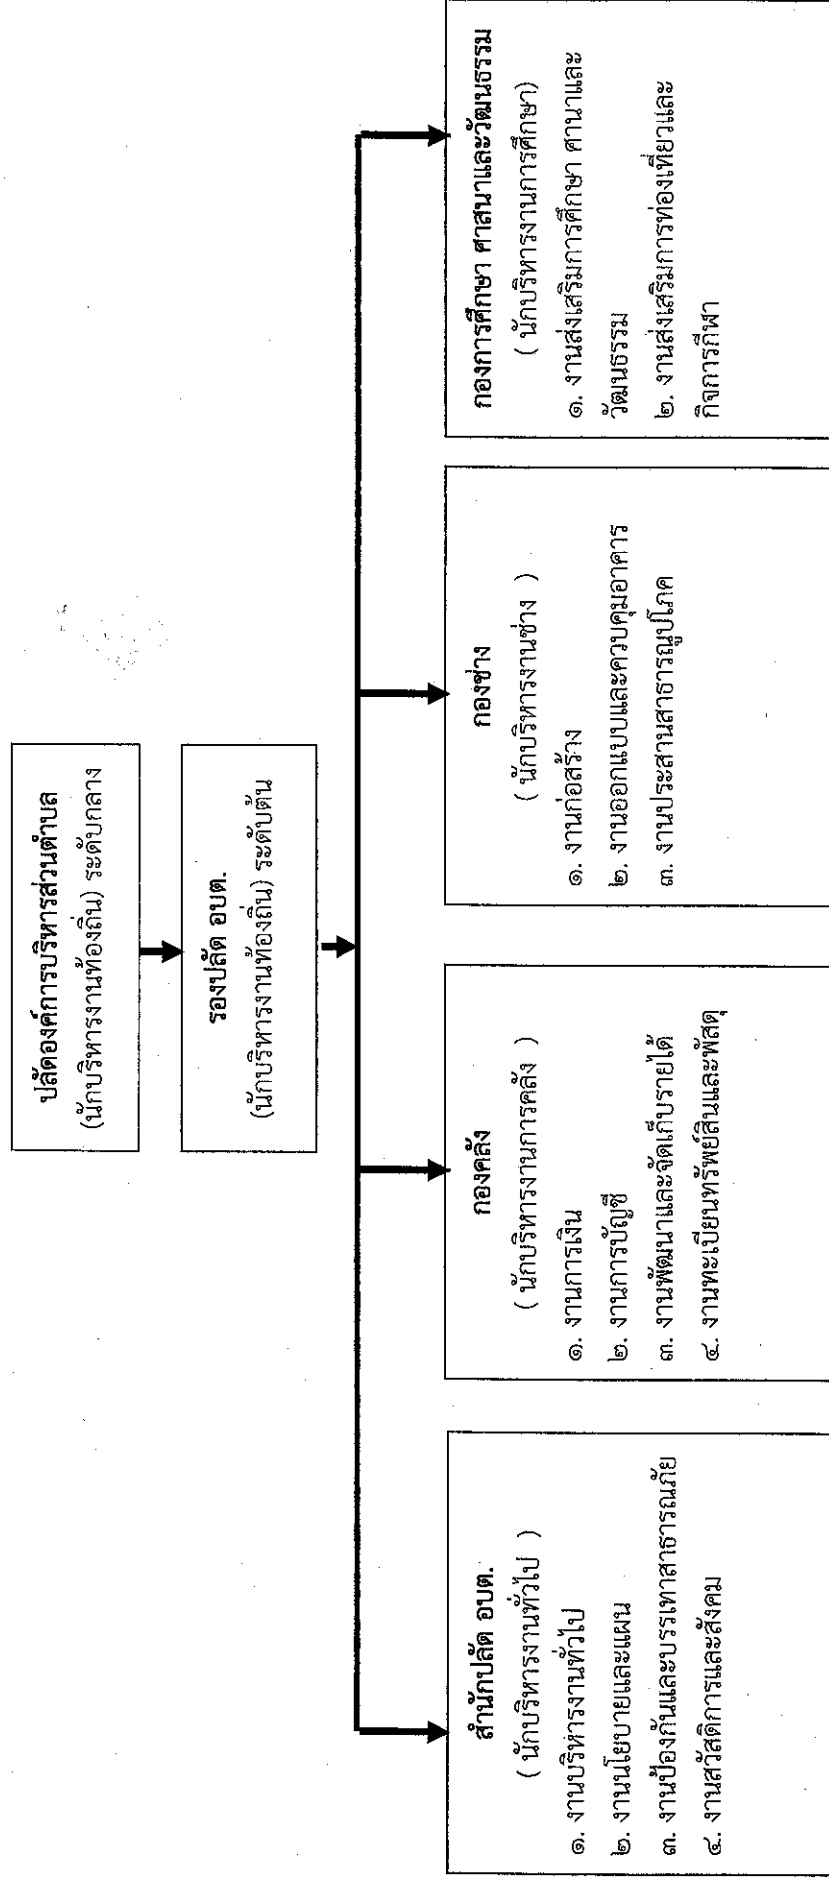 ปลัดองค์การบริหารส่วนตำบล
(นักบริหารงานท้องถิ่น) ระดับกลาง
รองปลัด อบต.
(นักบริหารงานท้องถิ่น) ระดับต้น
สำนักปลัด อบต.
( นักบริหารงานทั่วไป )
๑. งานบริหารงานทั่วไป
๒. งานนโยบายและแผน
๓. งานป้องกันและบรรเทาสาธารณภัย
๔. งานสวัสดิการและสังคม
กองคลัง
( นักบริหารงานการคลัง )
๑. งานการเงิน
๒. งานการบัญชี
๓. งานพัฒนาและจัดเก็บรายได้
๔. งานทะเบียนทรัพย์สินและพัสดุ
กองช่าง
( นักบริหารงานช่าง )
๑. งานก่อสร้าง
๒. งานออกแบบและควบคุมอาคาร
๓. งานประสานสาธารณูปโภค
กองการศึกษา ศาสนาและวัฒนธรรม
( นักบริหารงานการศึกษา)
๑. งานส่งเสริมการศึกษา ศานาและ
วัฒนธรรม
๒. งานส่งเสริมการท่องเที่ยวและ
กิจการกีฬา